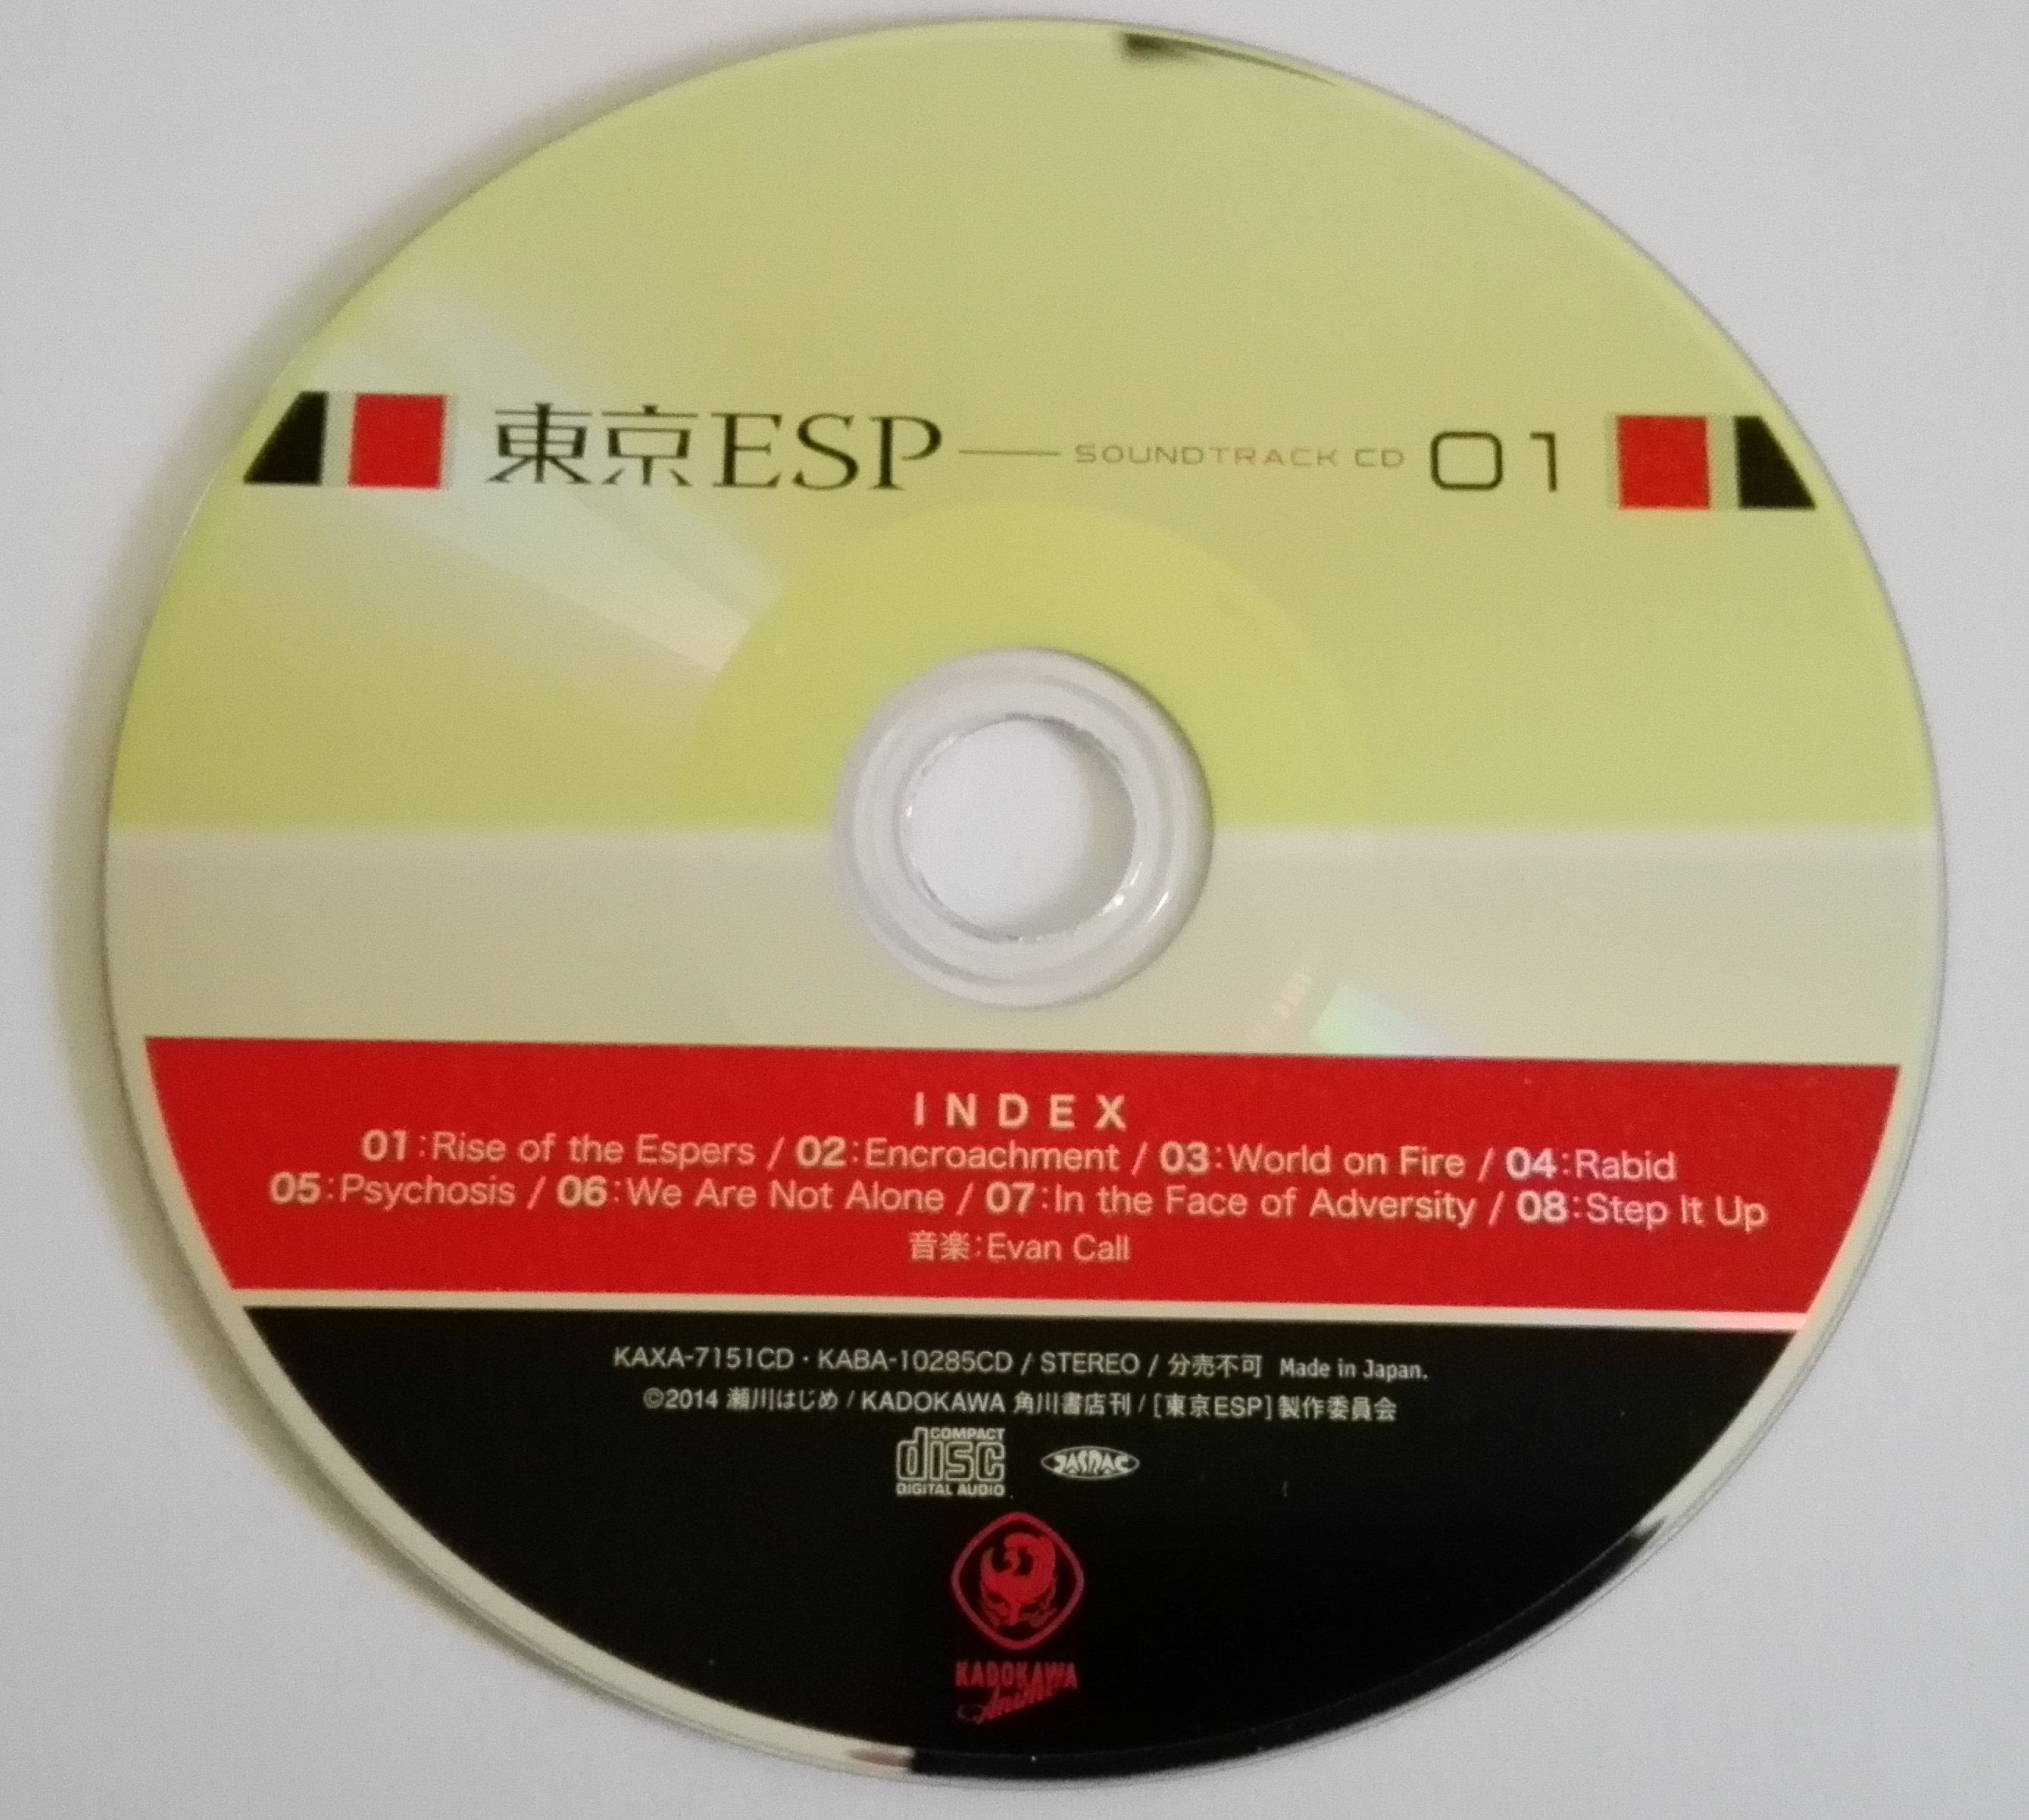 東京ESP SOUNDTRACK CD 01
INDEX
01:Rise of the Espers / 02:Encroachment / 03:World on Fire / 04:Rabid
05:Psychosis / 06:We Are Not Alone / 07:In the Face of Adversity / 08:Step It Up
音楽:Evan Call
KAXA-7151CD・KABA-10285CD / STEREO / 分売不可 Made in Japan.
©2014 瀬川はじめ / KADOKAWA 角川書店刊 / [東京ESP]製作委員会
COMPACT
disc
DIGITAL AUDIO
JASRAC
KADOKAWA
Anime